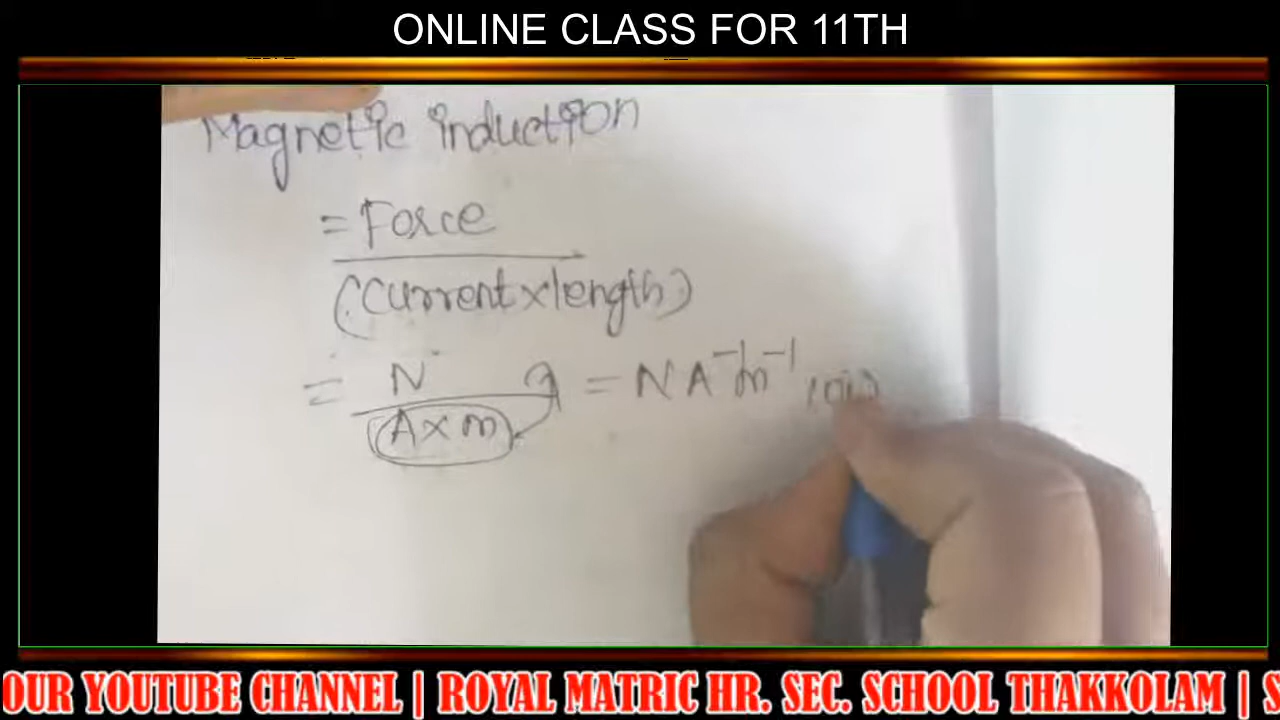 ONLINE CLASS FOR 11TH
Magnetic induction
= Force
(Current x length)
= N = N A⁻¹m⁻¹
A x m
OUR YOUTUBE CHANNEL | ROYAL MATRIC HR. SEC. SCHOOL THAKKOLAM | S